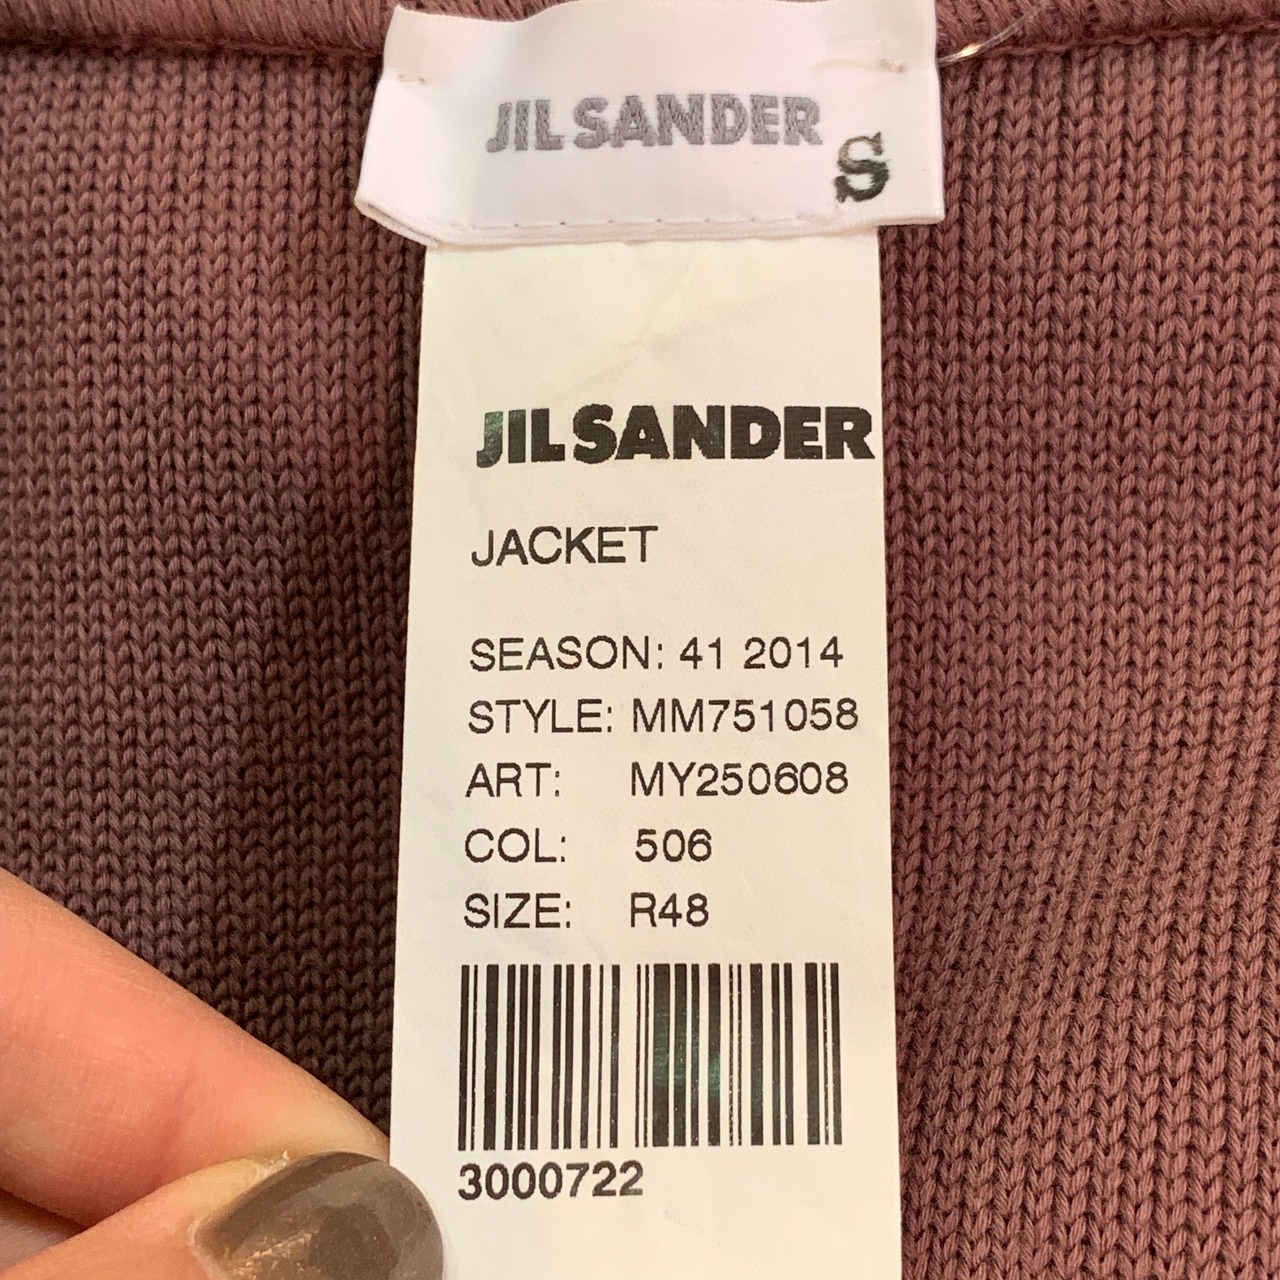 JIL SANDER
S
JIL SANDER
JACKET
SEASON: 41 2014
STYLE: MM751058
ART: MY250608
COL: 506
SIZE: R48
3000722